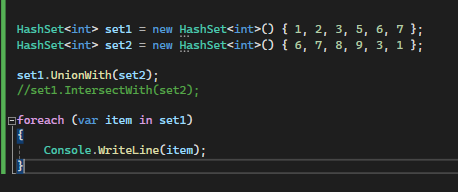 HashSet<int> set1 = new HashSet<int>() { 1, 2, 3, 5, 6, 7 };
HashSet<int> set2 = new HashSet<int>() { 6, 7, 8, 9, 3, 1 };
set1.UnionWith(set2);
//set1.IntersectWith(set2);
foreach (var item in set1)
{
Console.WriteLine(item);
}